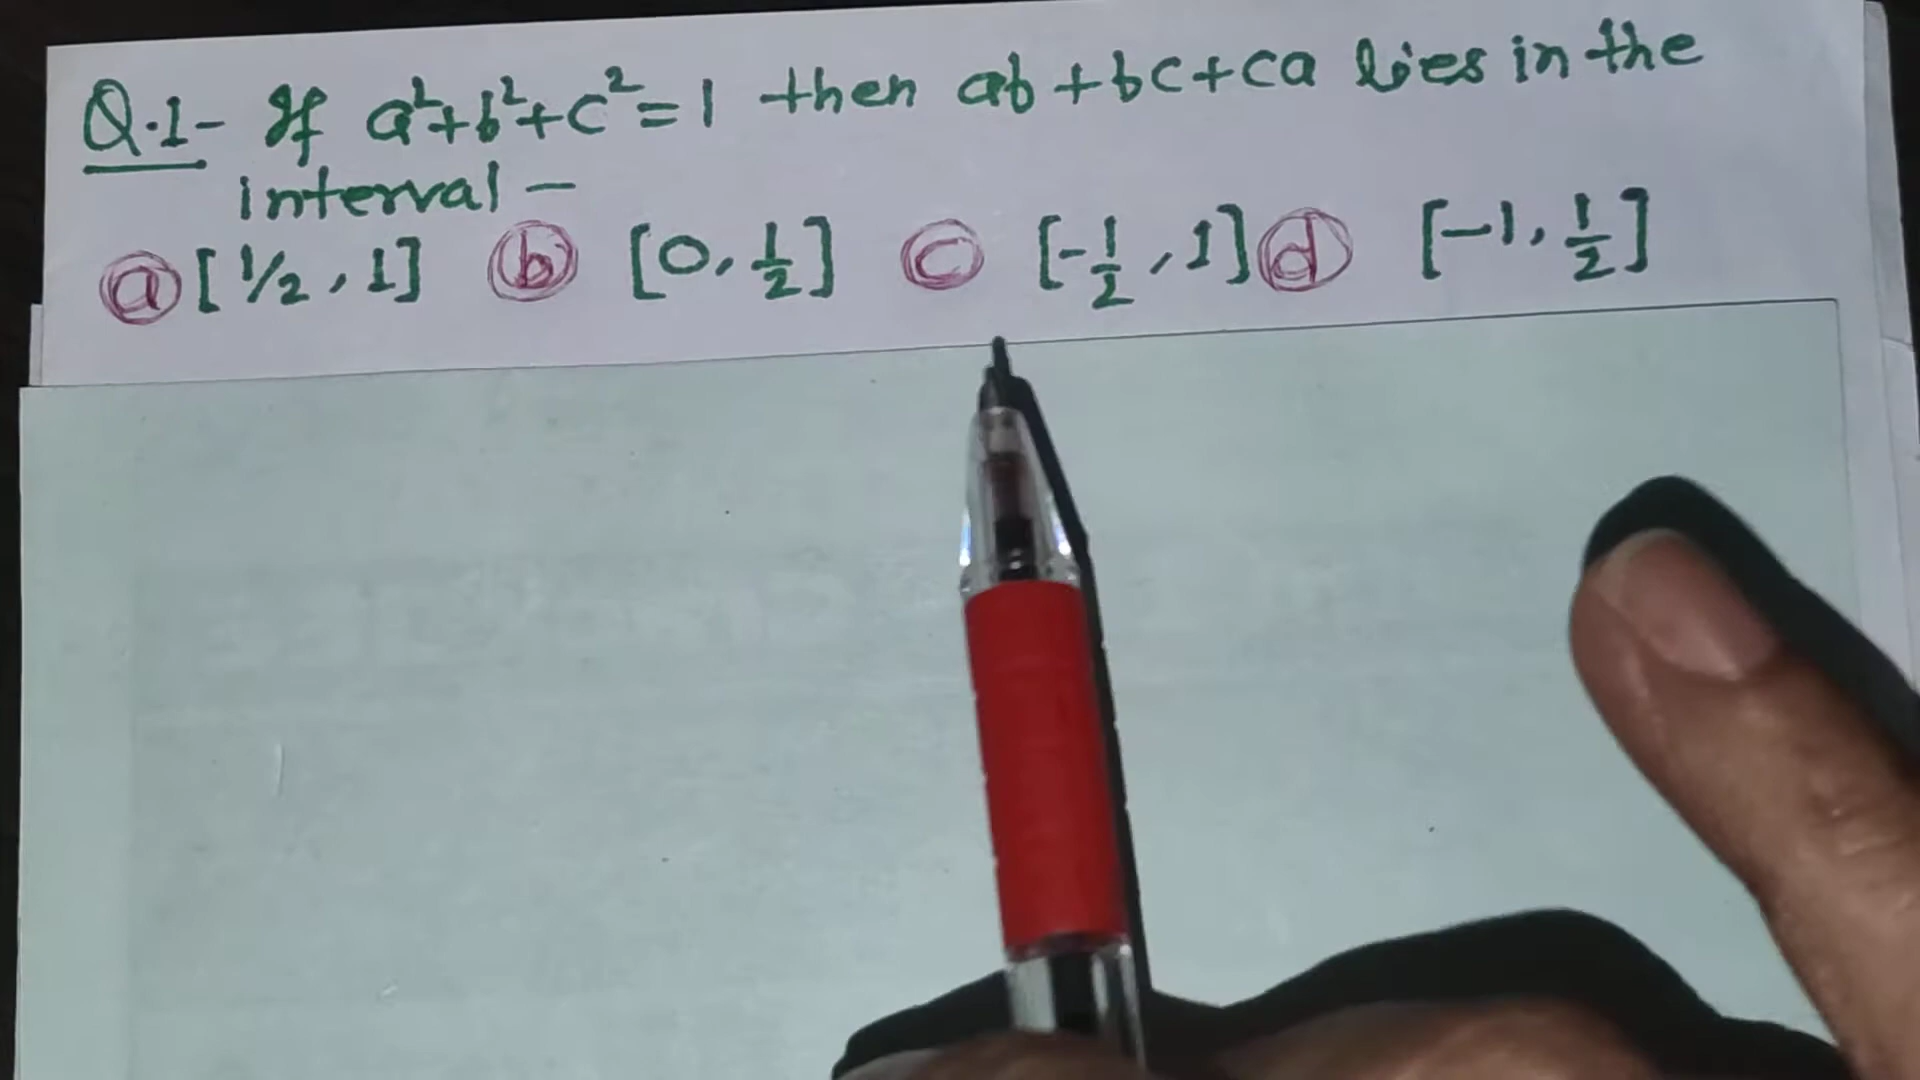 Q.1- If a²+b²+c²=1 then ab+bc+ca lies in the
interval -
(a) [1/2, 1] (b) [0, 1/2] (c) [-1/2, 1] (d) [-1, 1/2]